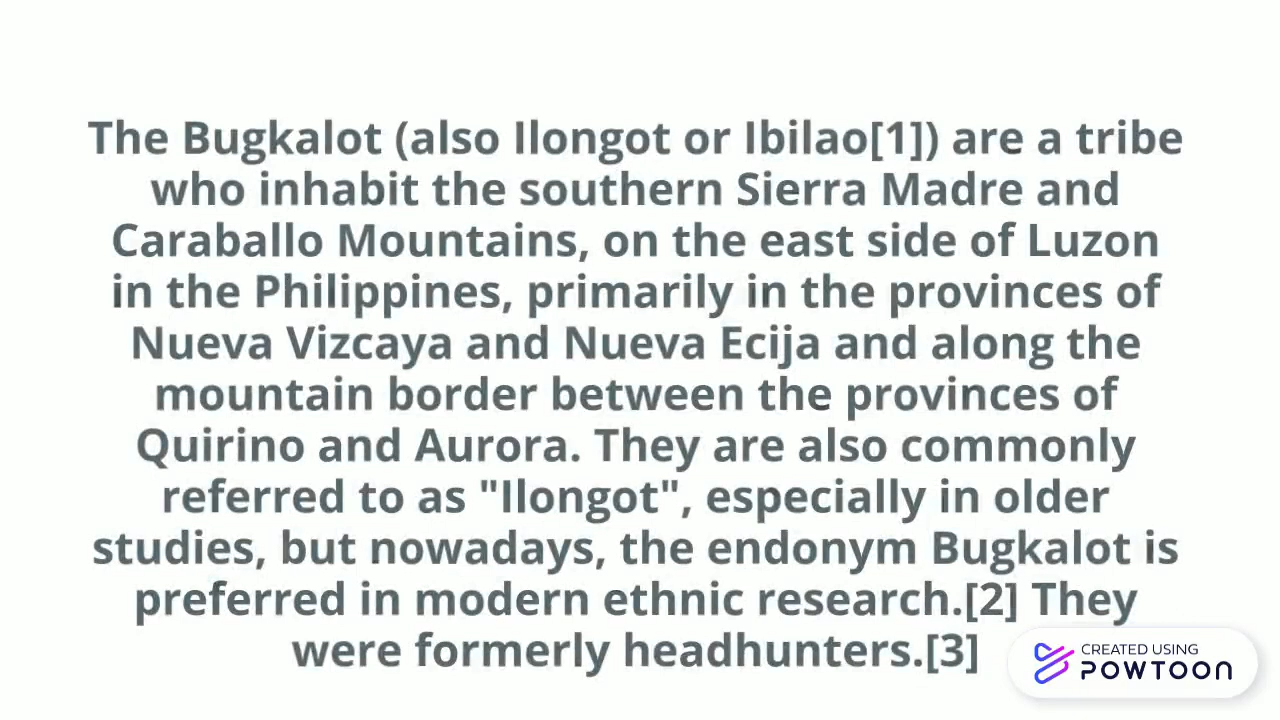 The Bugkalot (also Ilongot or Ibilao[1]) are a tribe
who inhabit the southern Sierra Madre and
Caraballo Mountains, on the east side of Luzon
in the Philippines, primarily in the provinces of
Nueva Vizcaya and Nueva Ecija and along the
mountain border between the provinces of
Quirino and Aurora. They are also commonly
referred to as "Ilongot", especially in older
studies, but nowadays, the endonym Bugkalot is
preferred in modern ethnic research.[2] They
were formerly headhunters.[3]
CREATED USING
POWTOON